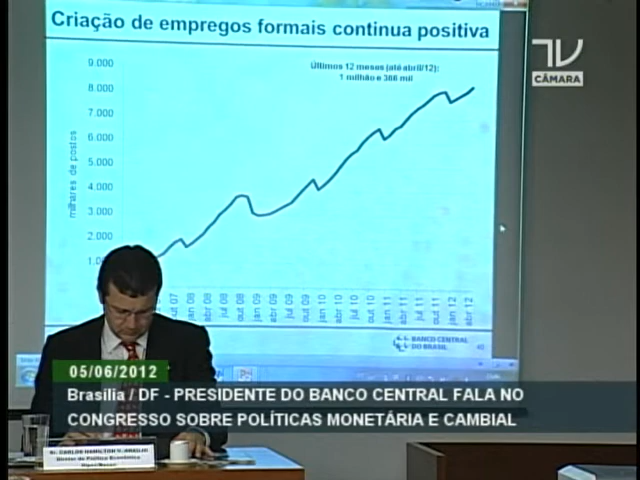 Criação de empregos formais continua positiva
Últimos 12 meses (até abril/12):
1 milhão e 386 mil
9.000
8.000
7.000
6.000
5.000
4.000
3.000
2.000
milhares de postos
out 07
jan 08
abr 08
jul 08
out 08
jan 09
abr 09
jul 09
out 09
jan 10
abr 10
jul 10
out 10
jan 11
abr 11
jul 11
out 11
jan 12
abr 12
BANCO CENTRAL
DO BRASIL
TV
CÂMARA
05/06/2012
Brasília / DF - PRESIDENTE DO BANCO CENTRAL FALA NO
CONGRESSO SOBRE POLÍTICAS MONETÁRIA E CAMBIAL
Sr. CARLOS HAMILTON V. ARAÚJO
Diretor de Política Econômica